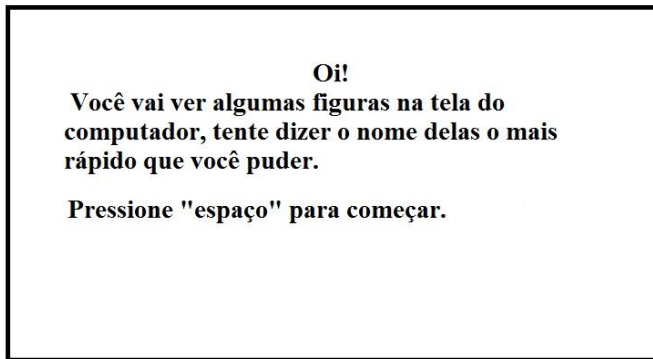 Oi!
Você vai ver algumas figuras na tela do
computador, tente dizer o nome delas o mais
rápido que você puder.
Pressione "espaço" para começar.